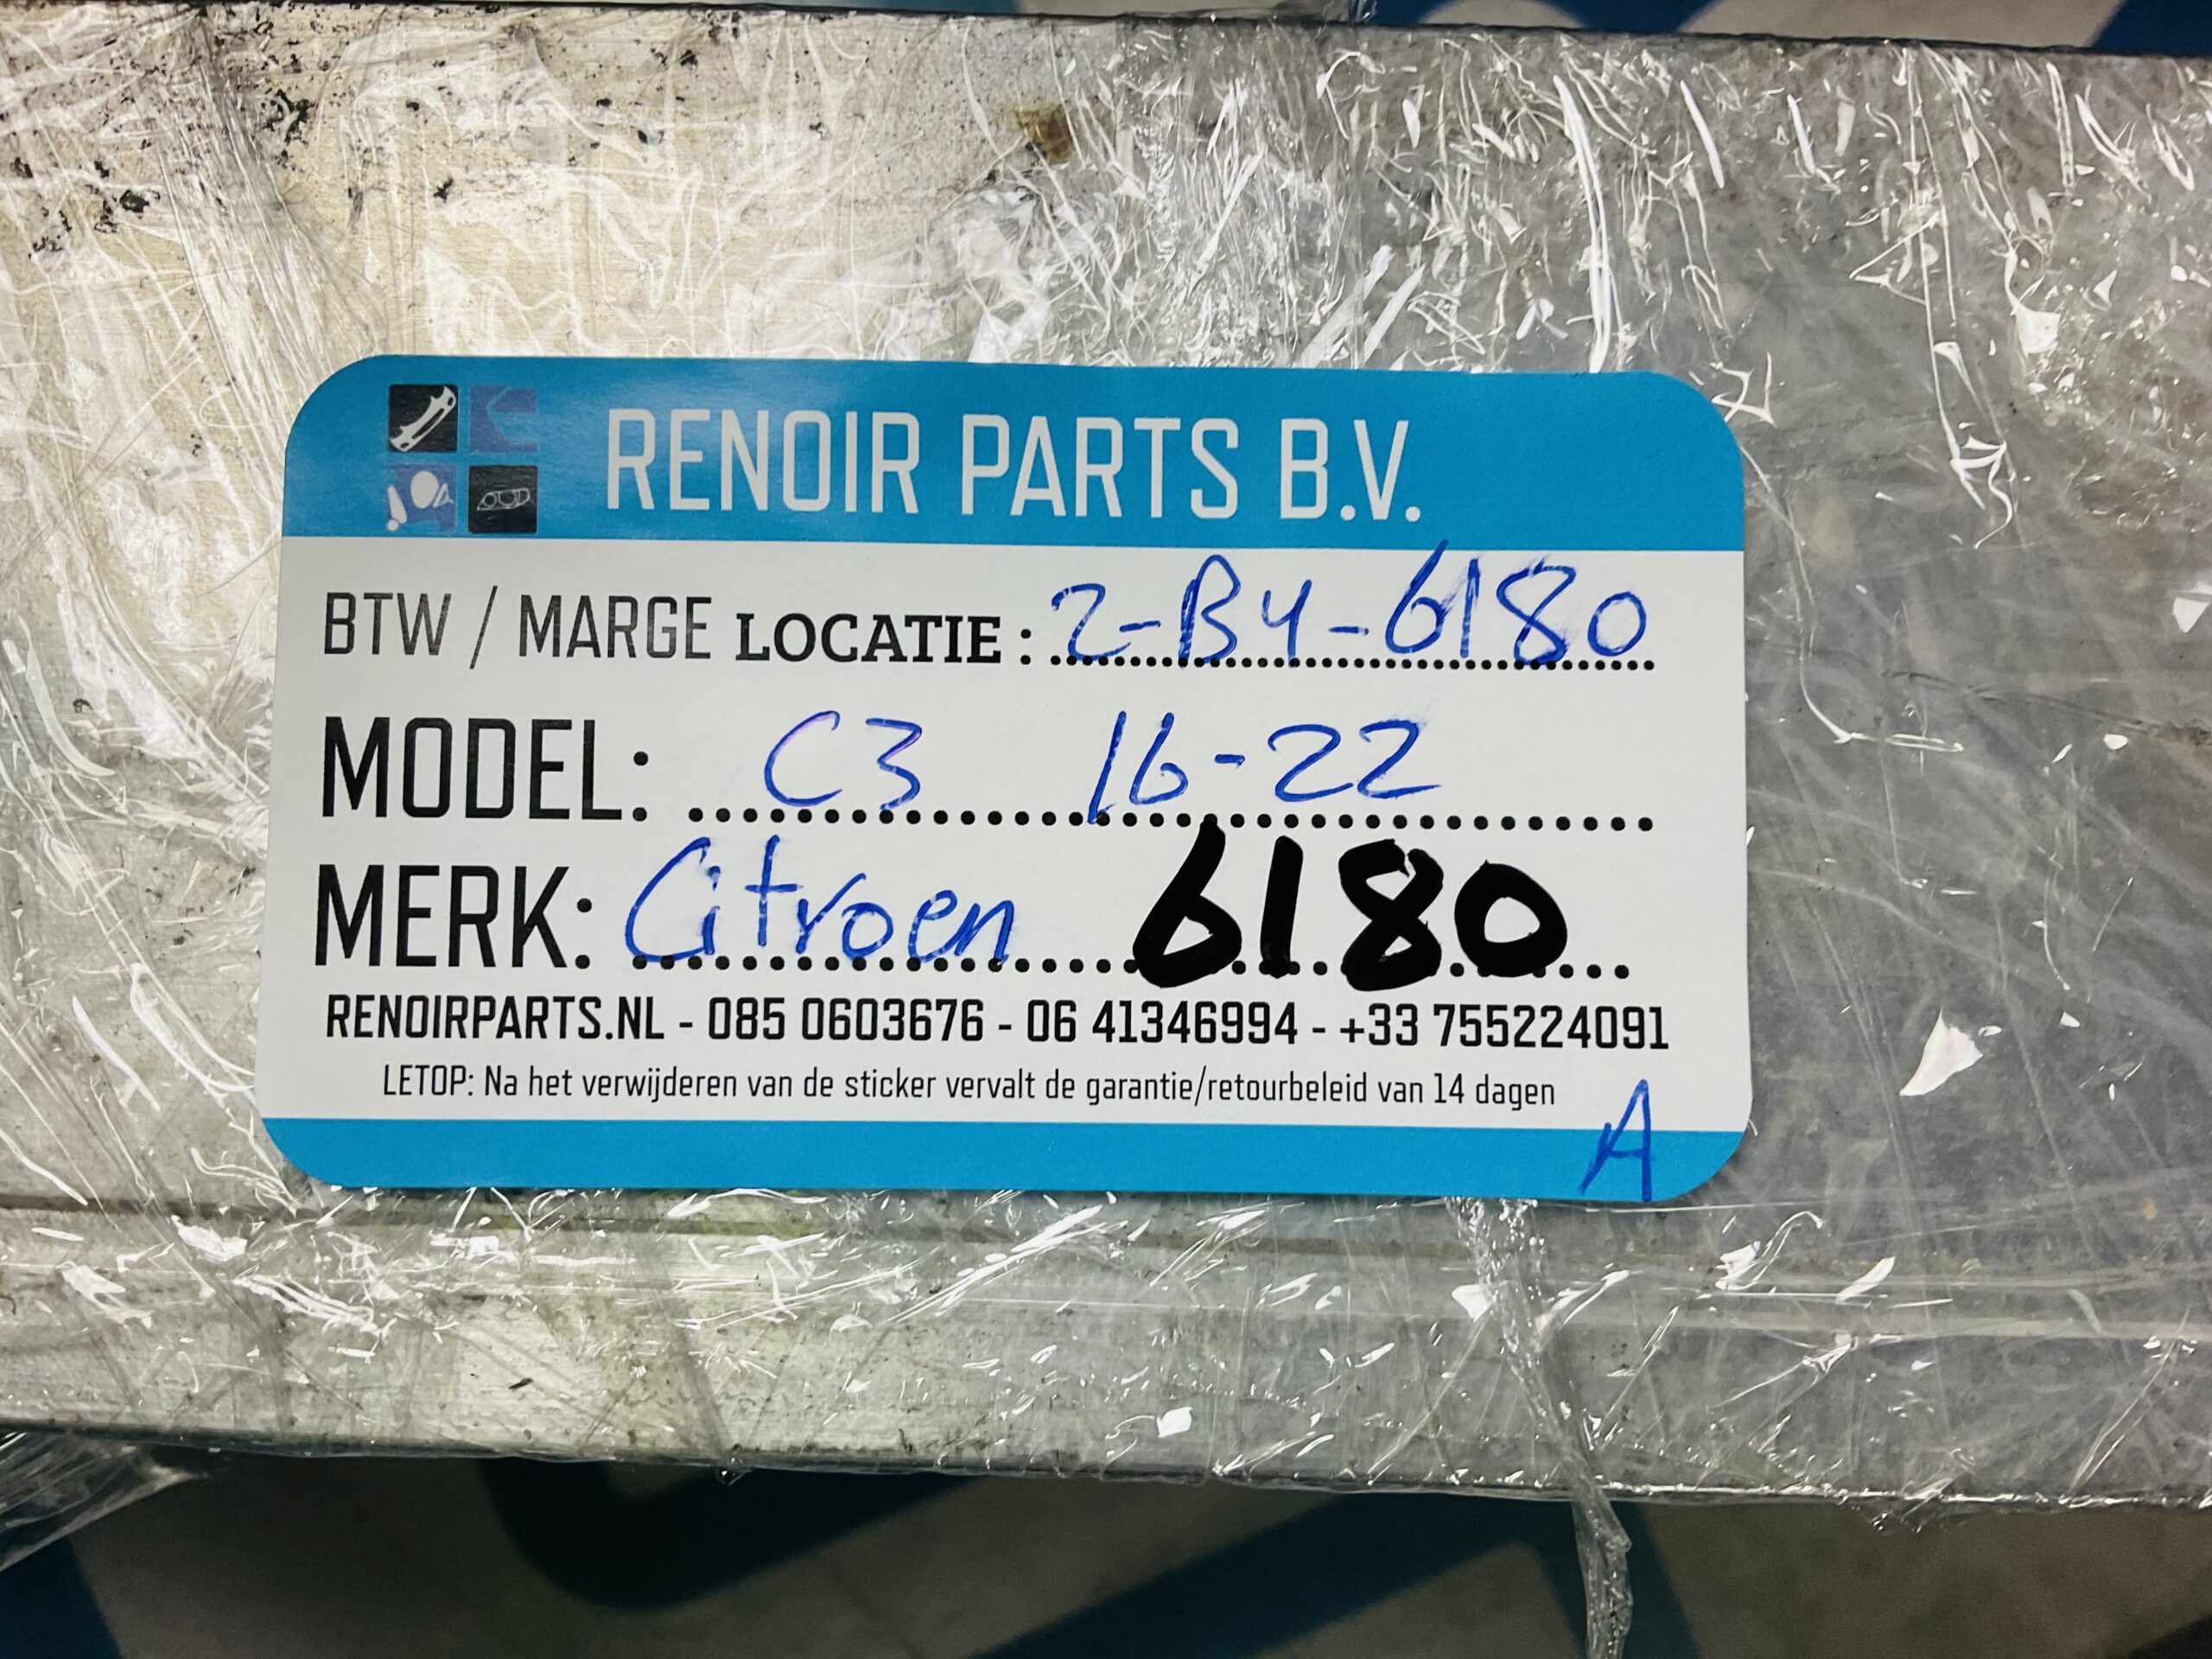 RENOIR PARTS B.V.
BTW / MARGE LOCATIE : 2-B4-6180
MODEL: C3 16-22
MERK: Citroen 6180
RENOIRPARTS.NL - 085 0603676 - 06 41346994 - +33 755224091
LETOP: Na het verwijderen van de sticker vervalt de garantie/retourbeleid van 14 dagen
A